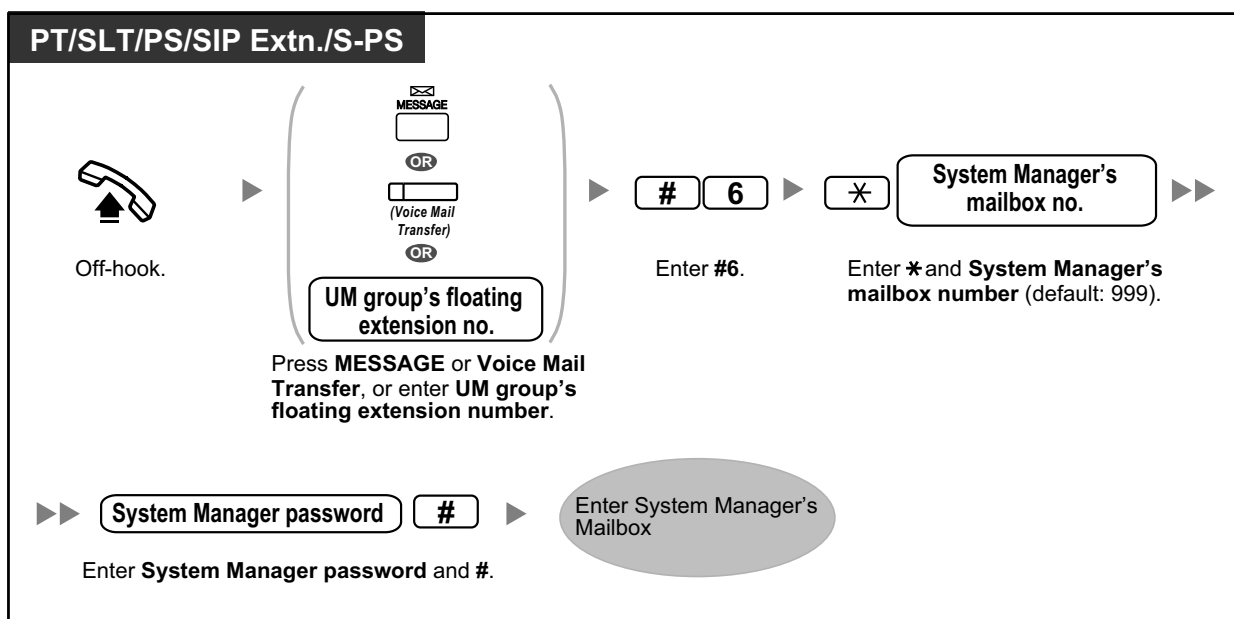 PT/SLT/PS/SIP Extn./S-PS
MESSAGE
OR
(Voice Mail
Transfer)
OR
UM group's floating
extension no.
# 6
✳ System Manager's
mailbox no.
Off-hook.
Press MESSAGE or Voice Mail
Transfer, or enter UM group's
floating extension number.
Enter #6.
Enter ✳ and System Manager's
mailbox number (default: 999).
System Manager password #
Enter System Manager password and #.
Enter System Manager's
Mailbox